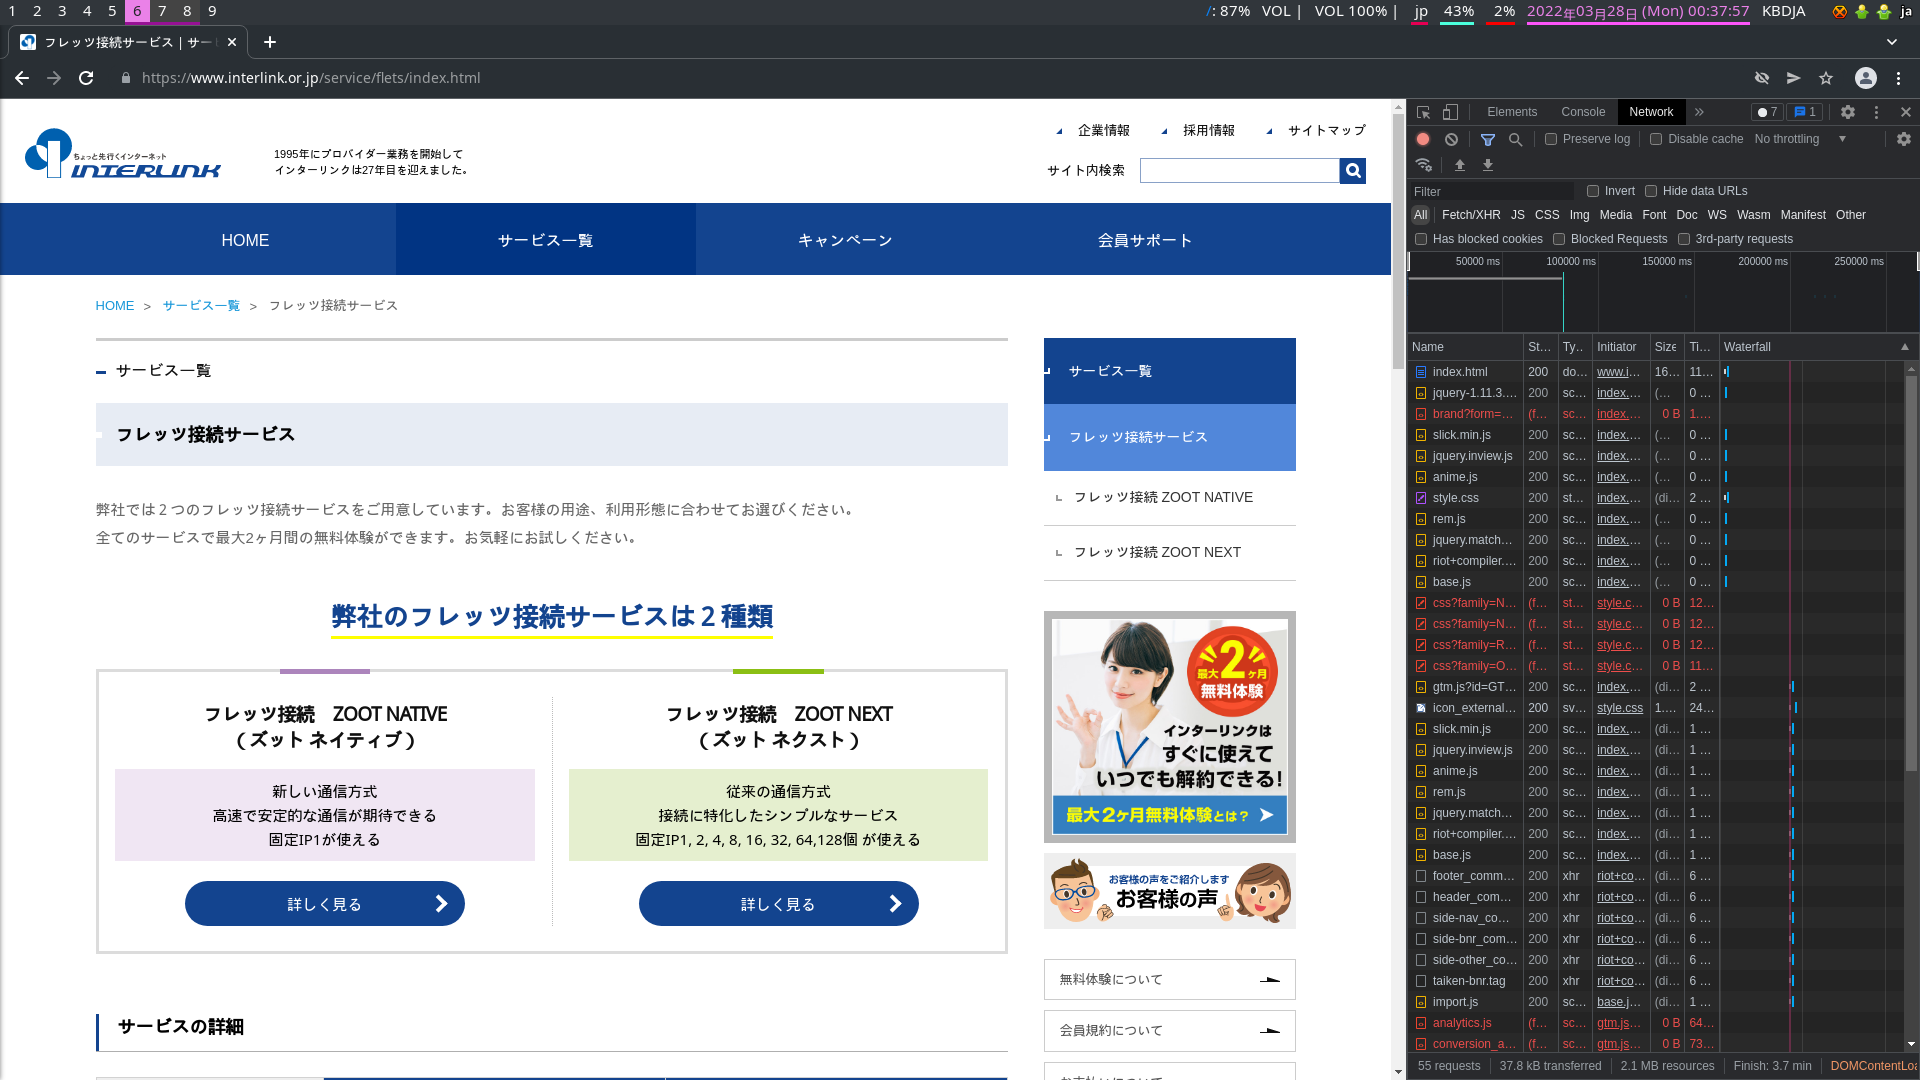 1 2 3 4 5 6 7 8 9
/: 87% VOL | VOL 100% | jp 43% 2% 2022年03月28日 (Mon) 00:37:57 KBDJA ja
フレッツ接続サービス | サー
https://www.interlink.or.jp/service/flets/index.html
ちょっと先行くインターネット
INTERLINK
1995年にプロバイダー業務を開始して
インターリンクは27年目を迎えました。
企業情報 採用情報 サイトマップ
サイト内検索
HOME サービス一覧 キャンペーン 会員サポート
HOME > サービス一覧 > フレッツ接続サービス
サービス一覧
フレッツ接続サービス
弊社では２つのフレッツ接続サービスをご用意しています。お客様の用途、利用形態に合わせてお選びください。
全てのサービスで最大2ヶ月間の無料体験ができます。お気軽にお試しください。
弊社のフレッツ接続サービスは２種類
フレッツ接続　ZOOT NATIVE
（ ズット ネイティブ ）
新しい通信方式
高速で安定的な通信が期待できる
固定IP1が使える
詳しく見る
フレッツ接続　ZOOT NEXT
（ ズット ネクスト ）
従来の通信方式
接続に特化したシンプルなサービス
固定IP1, 2, 4, 8, 16, 32, 64,128個 が使える
詳しく見る
サービスの詳細
サービス一覧
フレッツ接続サービス
フレッツ接続 ZOOT NATIVE
フレッツ接続 ZOOT NEXT
最大2ヶ月
無料体験
インターリンクは
すぐに使えて
いつでも解約できる!
最大2ヶ月無料体験とは？
お客様の声をご紹介します
お客様の声
無料体験について
会員規約について
お支払いについて
Elements Console Network 7 1
Preserve log Disable cache No throttling
Filter Invert Hide data URLs
All Fetch/XHR JS CSS Img Media Font Doc WS Wasm Manifest Other
Has blocked cookies Blocked Requests 3rd-party requests
50000 ms 100000 ms 150000 ms 200000 ms 250000 ms
Name St... Ty... Initiator Size Ti... Waterfall
index.html 200 do... www.i... 16... 11...
jquery-1.11.3.... 200 sc... index.... (... 0 ...
brand?form=... (f... sc... index.... 0 B 1....
slick.min.js 200 sc... index.... (... 0 ...
jquery.inview.js 200 sc... index.... (... 0 ...
anime.js 200 sc... index.... (... 0 ...
style.css 200 st... index.... (di... 2 ...
rem.js 200 sc... index.... (... 0 ...
jquery.match... 200 sc... index.... (... 0 ...
riot+compiler.... 200 sc... index.... (... 0 ...
base.js 200 sc... index.... (... 0 ...
css?family=N... (f... st... style.c... 0 B 12...
css?family=N... (f... st... style.c... 0 B 12...
css?family=R... (f... st... style.c... 0 B 12...
css?family=O... (f... st... style.c... 0 B 11...
gtm.js?id=GT... 200 sc... index.... (di... 2 ...
icon_external... 200 sv... style.css 1.... 24...
slick.min.js 200 sc... index.... (di... 1 ...
jquery.inview.js 200 sc... index.... (di... 1 ...
anime.js 200 sc... index.... (di... 1 ...
rem.js 200 sc... index.... (di... 1 ...
jquery.match... 200 sc... index.... (di... 1 ...
riot+compiler.... 200 sc... index.... (di... 1 ...
base.js 200 sc... index.... (di... 1 ...
footer_comm... 200 xhr riot+co... (di... 6 ...
header_com... 200 xhr riot+co... (di... 6 ...
side-nav_co... 200 xhr riot+co... (di... 6 ...
side-bnr_com... 200 xhr riot+co... (di... 6 ...
side-other_co... 200 xhr riot+co... (di... 6 ...
taiken-bnr.tag 200 xhr riot+co... (di... 6 ...
import.js 200 sc... base.j... (di... 1 ...
analytics.js (f... sc... gtm.js... 0 B 64...
conversion_a... (f... sc... gtm.js... 0 B 73...
55 requests 37.8 kB transferred 2.1 MB resources Finish: 3.7 min DOMContentLoa